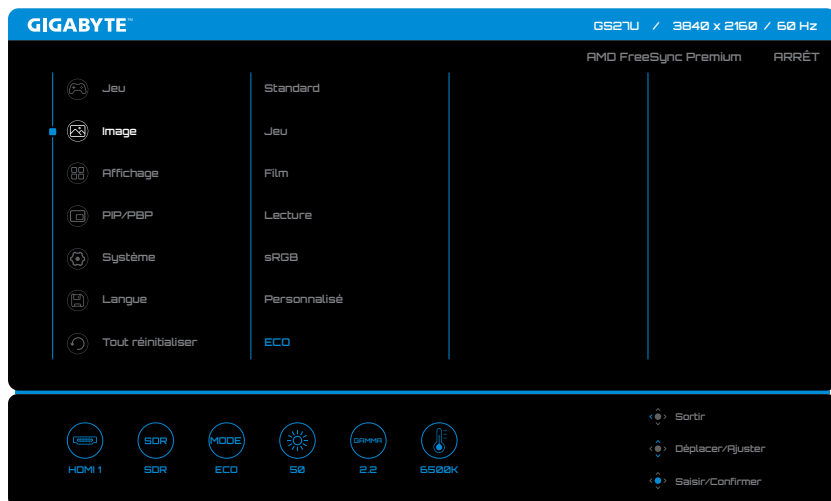 GIGABYTE™
GS27U / 3840 x 2160 / 60 Hz
AMD FreeSync Premium ARRÊT
Jeu
Image
Affichage
PIP/PBP
Système
Langue
Tout réinitialiser
Standard
Jeu
Film
Lecture
sRGB
Personnalisé
ECO
SDR
MODE
GAMMA
HDMI 1
SDR
ECO
50
2.2
6500K
Sortir
Déplacer/Ajuster
Saisir/Confirmer